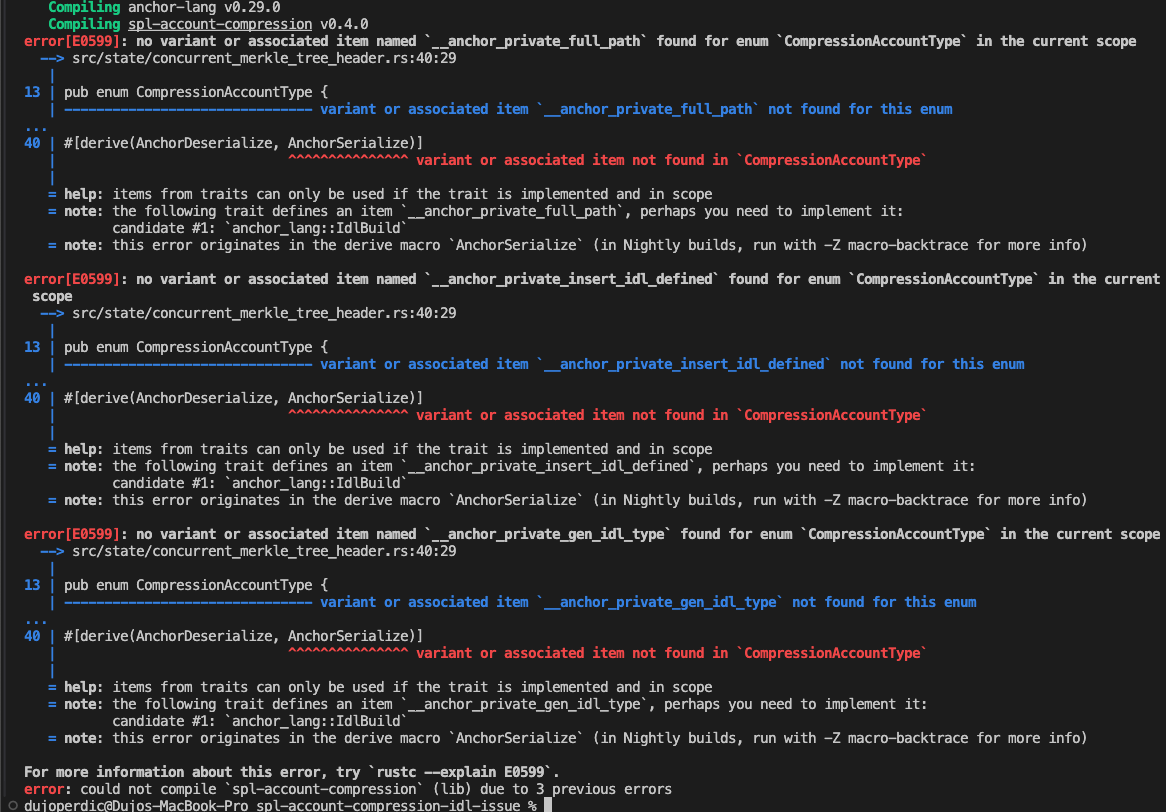 Compiling anchor-lang v0.29.0
Compiling spl-account-compression v0.4.0
error[E0599]: no variant or associated item named `__anchor_private_full_path` found for enum `CompressionAccountType` in the current scope
--> src/state/concurrent_merkle_tree_header.rs:40:29
|
13 | pub enum CompressionAccountType {
| ------------------------------- variant or associated item `__anchor_private_full_path` not found for this enum
...
40 | #[derive(AnchorDeserialize, AnchorSerialize)]
| ^^^^^^^^^^^^^^^ variant or associated item not found in `CompressionAccountType`
|
= help: items from traits can only be used if the trait is implemented and in scope
= note: the following trait defines an item `__anchor_private_full_path`, perhaps you need to implement it:
candidate #1: `anchor_lang::IdlBuild`
= note: this error originates in the derive macro `AnchorSerialize` (in Nightly builds, run with -Z macro-backtrace for more info)
error[E0599]: no variant or associated item named `__anchor_private_insert_idl_defined` found for enum `CompressionAccountType` in the current
scope
--> src/state/concurrent_merkle_tree_header.rs:40:29
|
13 | pub enum CompressionAccountType {
| ------------------------------- variant or associated item `__anchor_private_insert_idl_defined` not found for this enum
...
40 | #[derive(AnchorDeserialize, AnchorSerialize)]
| ^^^^^^^^^^^^^^^ variant or associated item not found in `CompressionAccountType`
|
= help: items from traits can only be used if the trait is implemented and in scope
= note: the following trait defines an item `__anchor_private_insert_idl_defined`, perhaps you need to implement it:
candidate #1: `anchor_lang::IdlBuild`
= note: this error originates in the derive macro `AnchorSerialize` (in Nightly builds, run with -Z macro-backtrace for more info)
error[E0599]: no variant or associated item named `__anchor_private_gen_idl_type` found for enum `CompressionAccountType` in the current scope
--> src/state/concurrent_merkle_tree_header.rs:40:29
|
13 | pub enum CompressionAccountType {
| ------------------------------- variant or associated item `__anchor_private_gen_idl_type` not found for this enum
...
40 | #[derive(AnchorDeserialize, AnchorSerialize)]
| ^^^^^^^^^^^^^^^ variant or associated item not found in `CompressionAccountType`
|
= help: items from traits can only be used if the trait is implemented and in scope
= note: the following trait defines an item `__anchor_private_gen_idl_type`, perhaps you need to implement it:
candidate #1: `anchor_lang::IdlBuild`
= note: this error originates in the derive macro `AnchorSerialize` (in Nightly builds, run with -Z macro-backtrace for more info)
For more information about this error, try `rustc --explain E0599`.
error: could not compile `spl-account-compression` (lib) due to 3 previous errors
dujoperdic@Dujos-MacBook-Pro spl-account-compression-idl-issue %